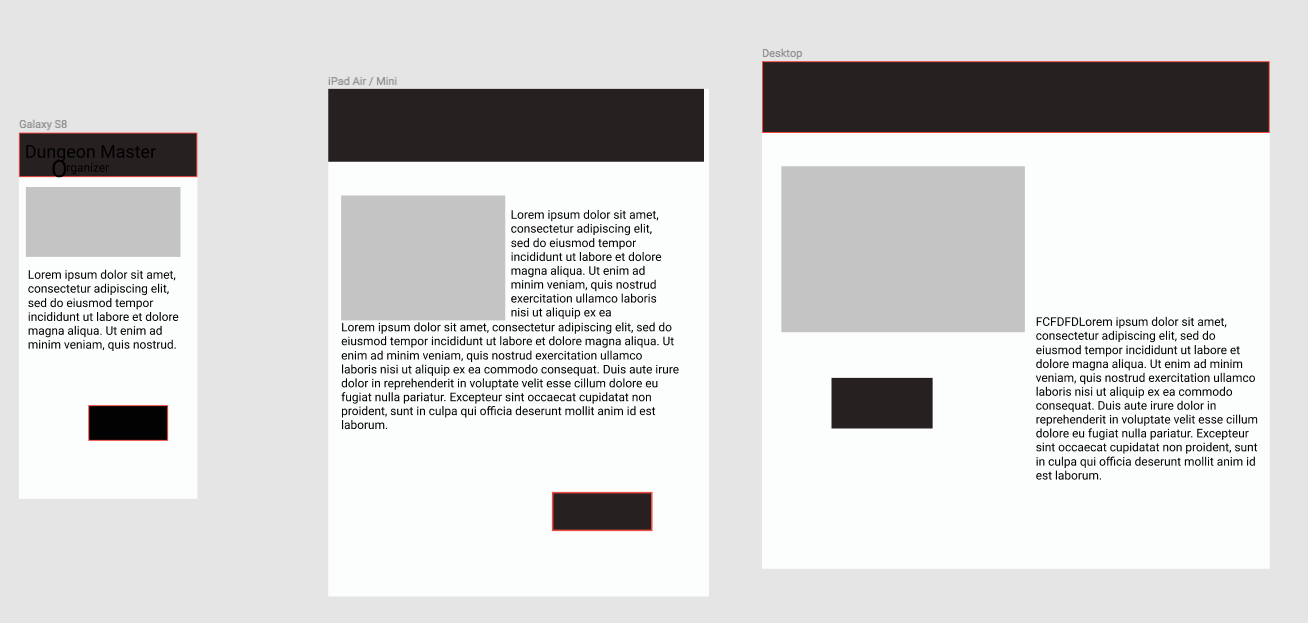 Galaxy S8
Dungeon Master
Organizer
Lorem ipsum dolor sit amet,
consectetur adipiscing elit,
sed do eiusmod tempor
incididunt ut labore et dolore
magna aliqua. Ut enim ad
minim veniam, quis nostrud.
iPad Air / Mini
Lorem ipsum dolor sit amet,
consectetur adipiscing elit,
sed do eiusmod tempor
incididunt ut labore et dolore
magna aliqua. Ut enim ad
minim veniam, quis nostrud
exercitation ullamco laboris
nisi ut aliquip ex ea
Lorem ipsum dolor sit amet, consectetur adipiscing elit, sed do
eiusmod tempor incididunt ut labore et dolore magna aliqua. Ut
enim ad minim veniam, quis nostrud exercitation ullamco
laboris nisi ut aliquip ex ea commodo consequat. Duis aute irure
dolor in reprehenderit in voluptate velit esse cillum dolore eu
fugiat nulla pariatur. Excepteur sint occaecat cupidatat non
proident, sunt in culpa qui officia deserunt mollit anim id est
laborum.
Desktop
FCFDFDLorem ipsum dolor sit amet,
consectetur adipiscing elit, sed do
eiusmod tempor incididunt ut labore et
dolore magna aliqua. Ut enim ad minim
veniam, quis nostrud exercitation ullamco
laboris nisi ut aliquip ex ea commodo
consequat. Duis aute irure dolor in
reprehenderit in voluptate velit esse cillum
dolore eu fugiat nulla pariatur. Excepteur
sint occaecat cupidatat non proident, sunt
in culpa qui officia deserunt mollit anim id
est laborum.